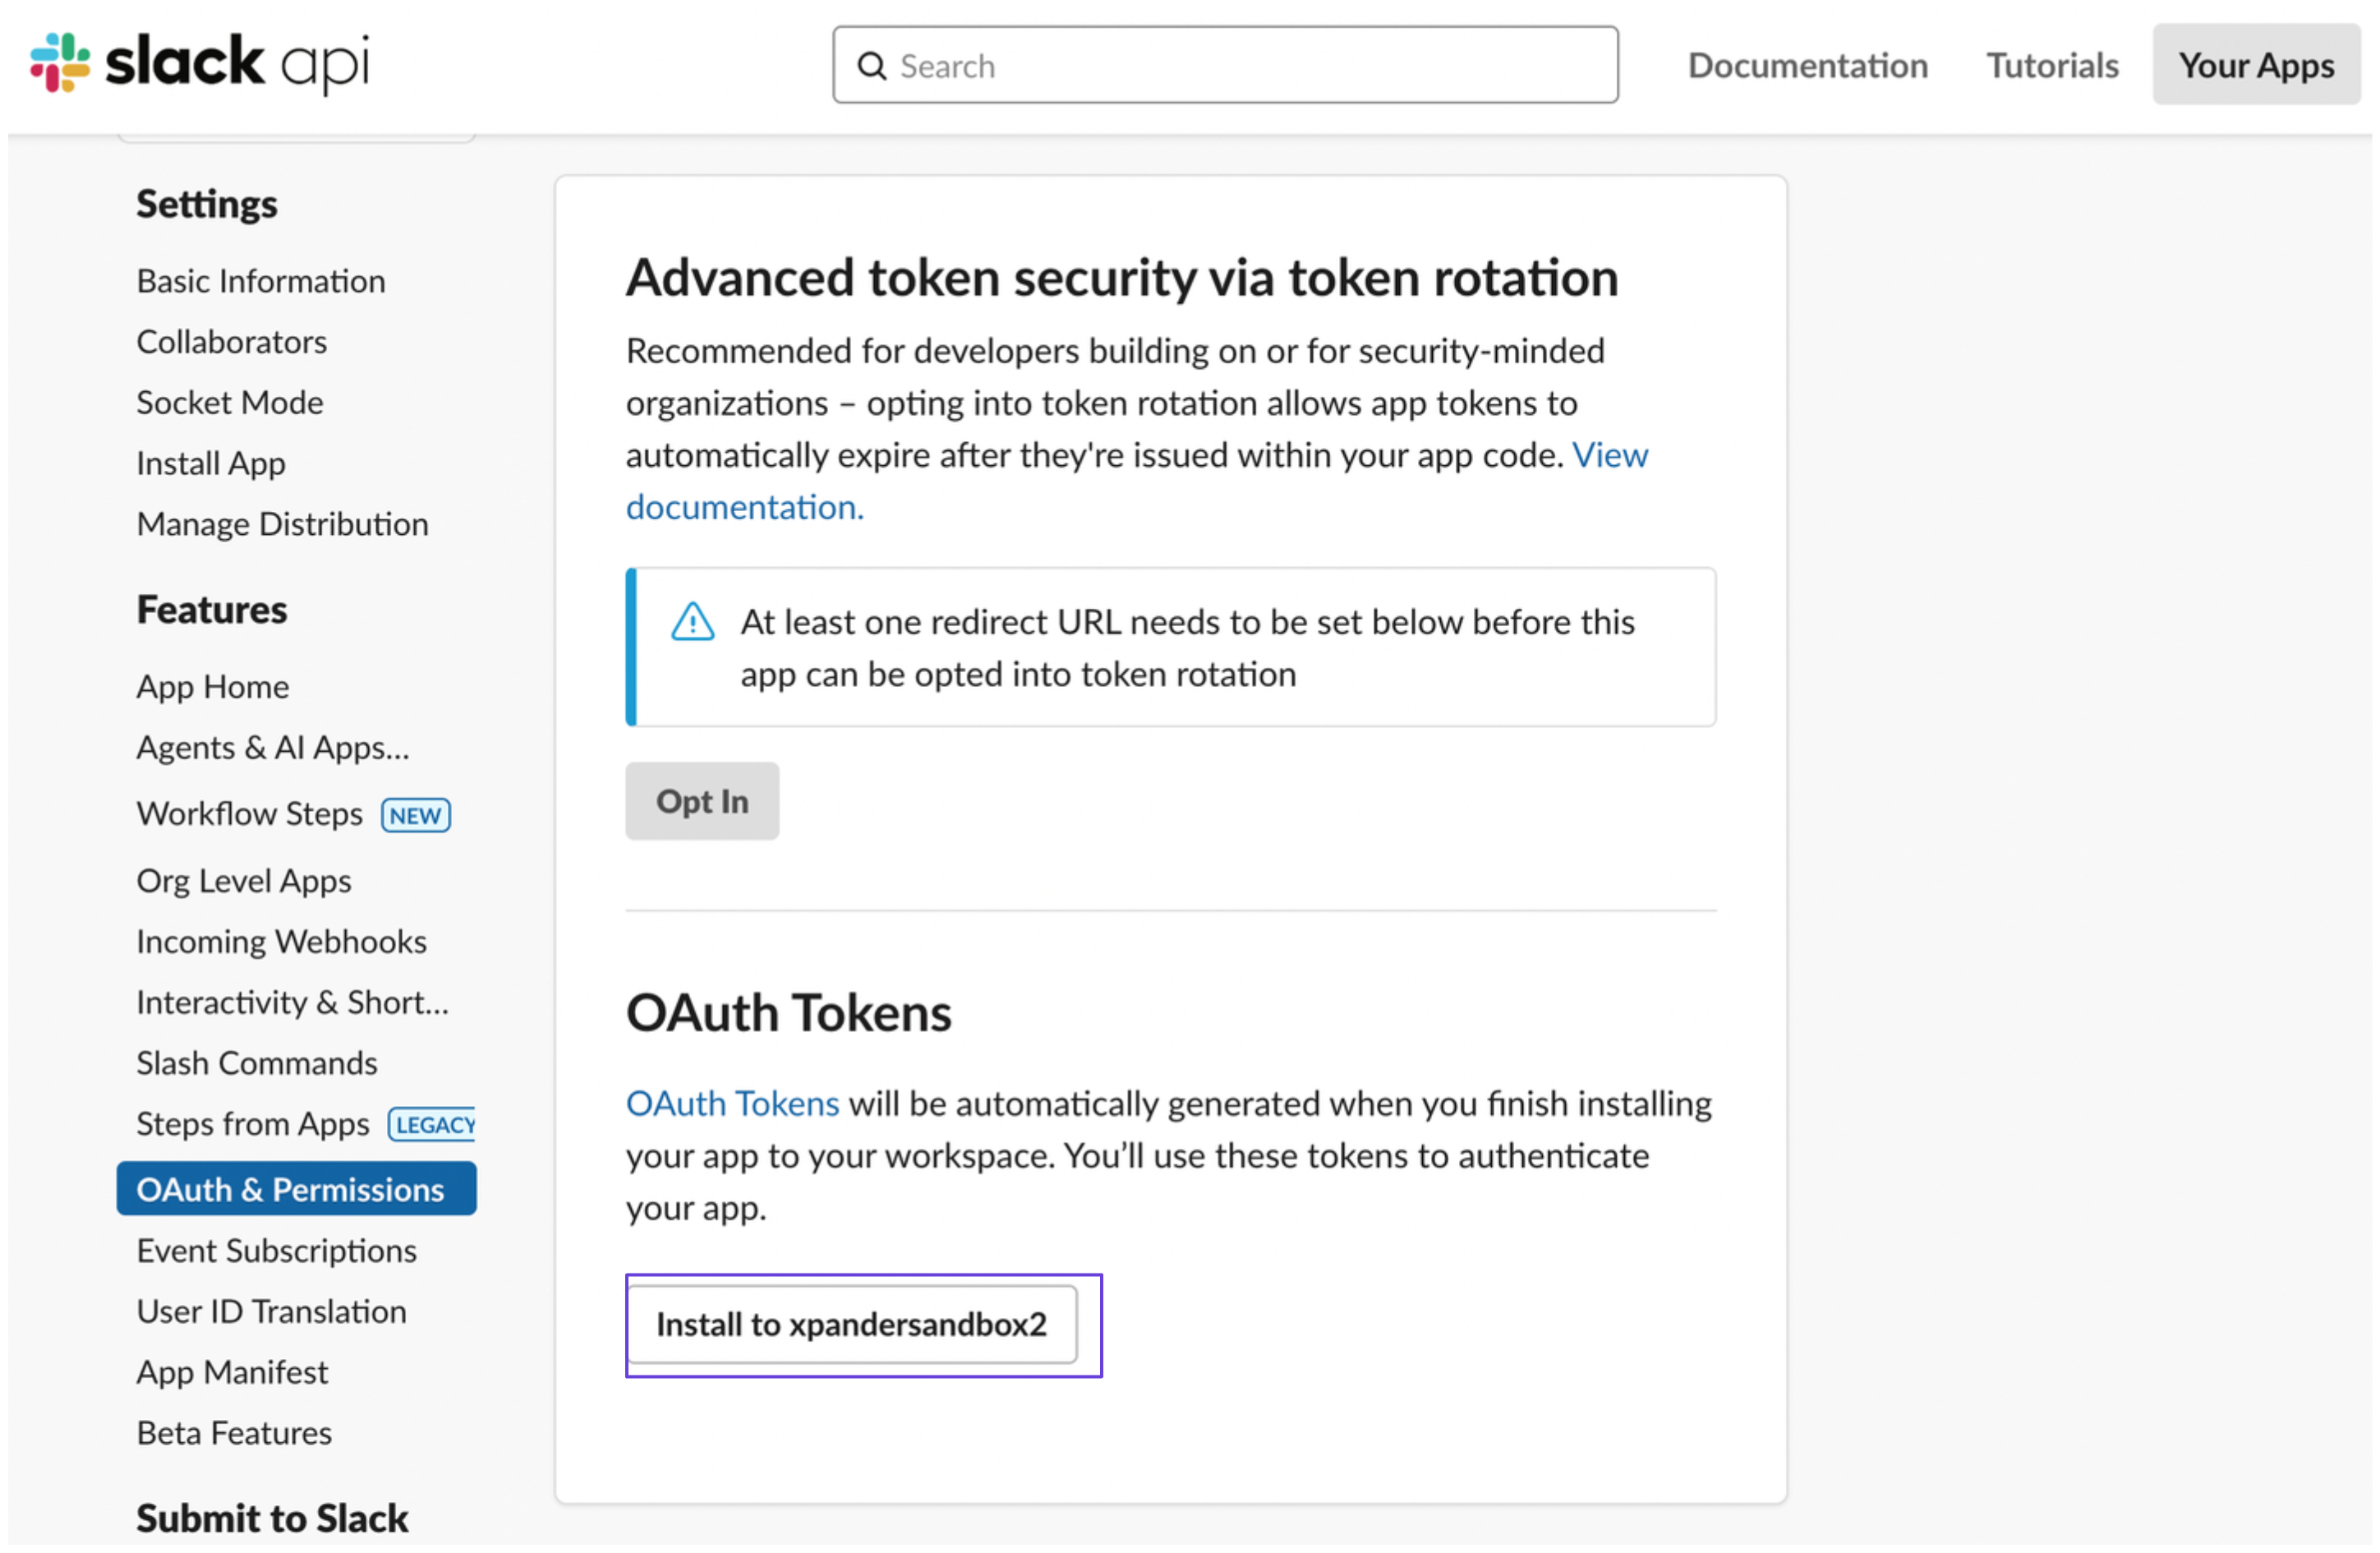 slack api
Search
Documentation
Tutorials
Your Apps
Settings
Basic Information
Collaborators
Socket Mode
Install App
Manage Distribution
Features
App Home
Agents & AI Apps...
Workflow Steps NEW
Org Level Apps
Incoming Webhooks
Interactivity & Short...
Slash Commands
Steps from Apps LEGACY
OAuth & Permissions
Event Subscriptions
User ID Translation
App Manifest
Beta Features
Submit to Slack
Advanced token security via token rotation
Recommended for developers building on or for security-minded
organizations – opting into token rotation allows app tokens to
automatically expire after they're issued within your app code. View
documentation.
At least one redirect URL needs to be set below before this
app can be opted into token rotation
Opt In
OAuth Tokens
OAuth Tokens will be automatically generated when you finish installing
your app to your workspace. You’ll use these tokens to authenticate
your app.
Install to xpandersandbox2